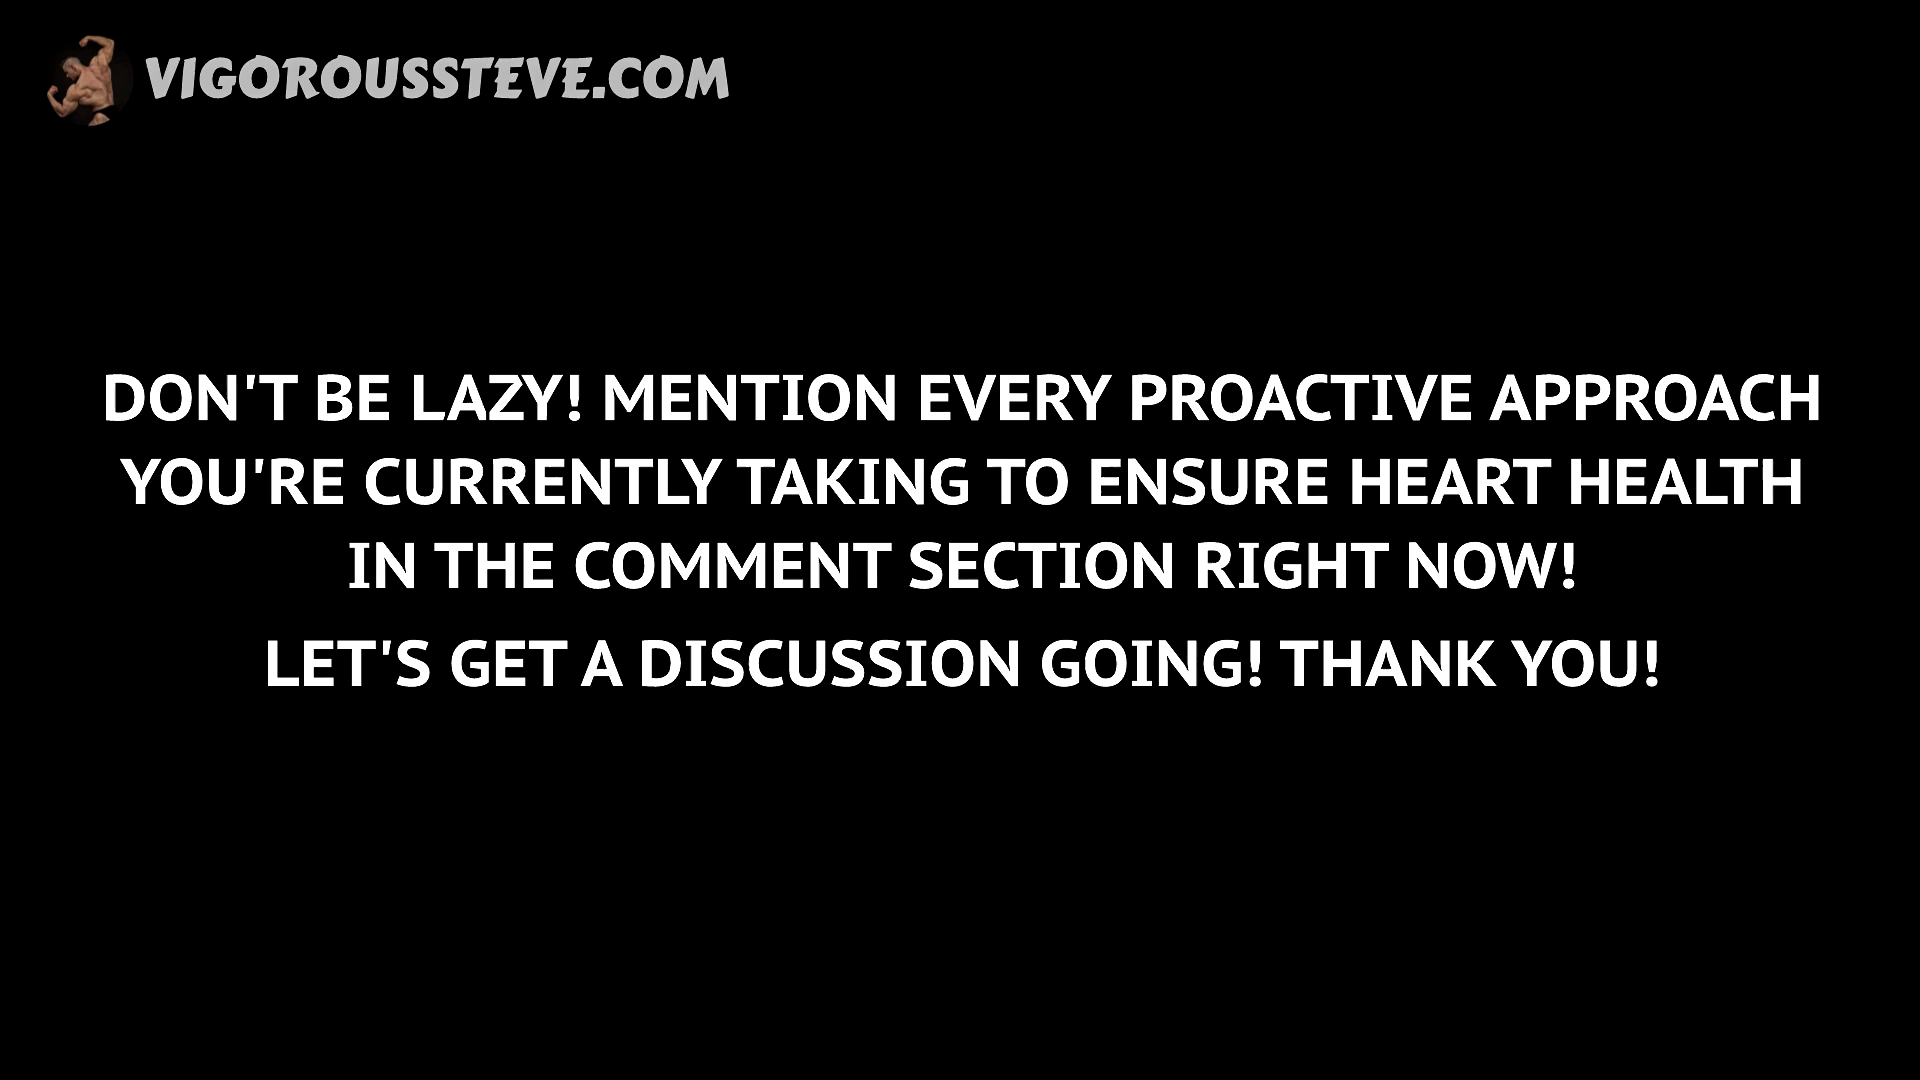 VIGOROUSSTEVE.COM
DON'T BE LAZY! MENTION EVERY PROACTIVE APPROACH
YOU'RE CURRENTLY TAKING TO ENSURE HEART HEALTH
IN THE COMMENT SECTION RIGHT NOW!
LET'S GET A DISCUSSION GOING! THANK YOU!